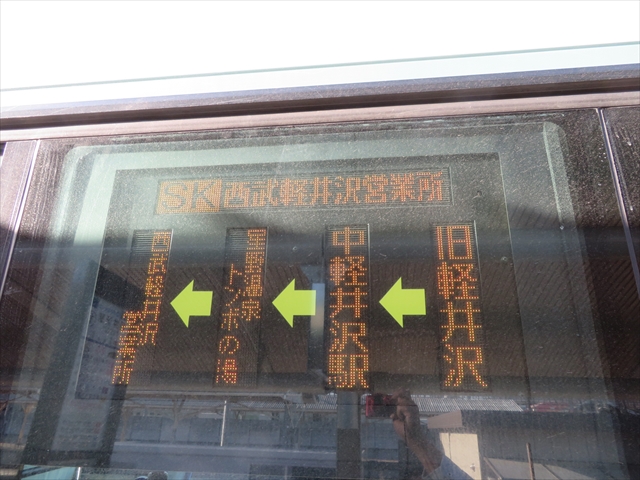 SK 西武軽井沢営業所
旧軽井沢
中軽井沢駅
星野温泉
トンボの湯
西武軽井沢
営業所